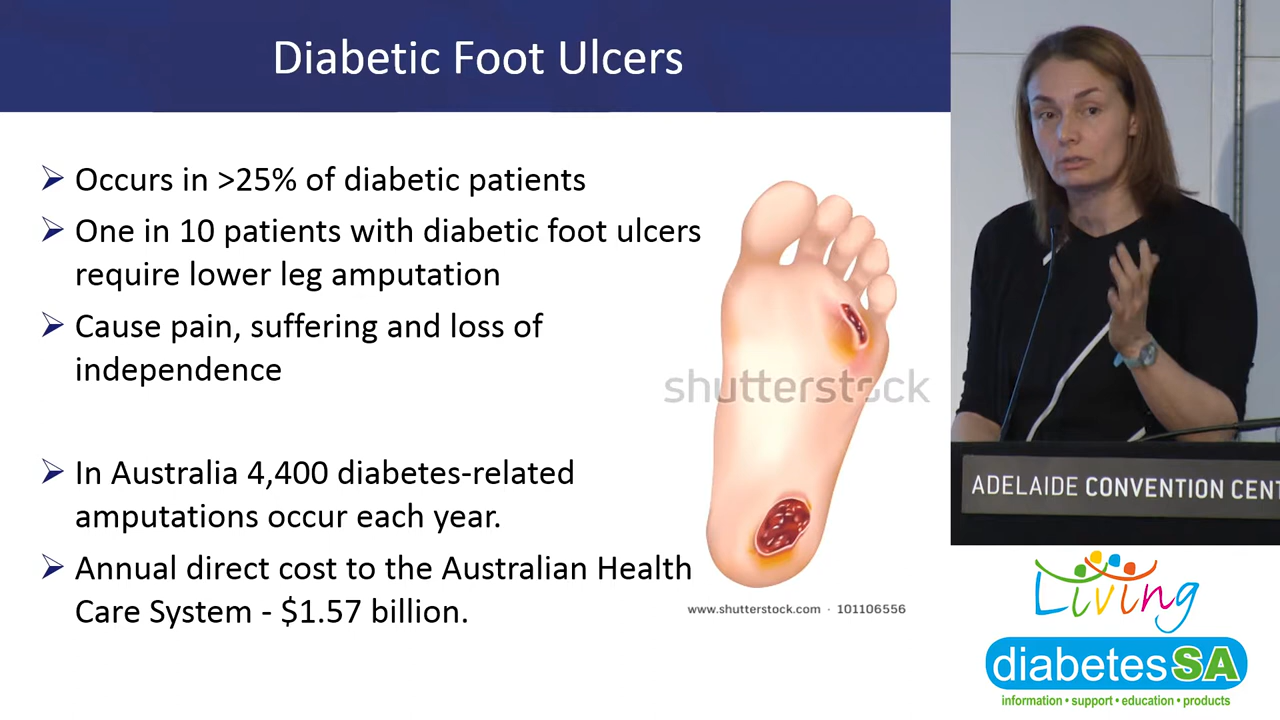 Diabetic Foot Ulcers
➢ Occurs in >25% of diabetic patients
➢ One in 10 patients with diabetic foot ulcers
require lower leg amputation
➢ Cause pain, suffering and loss of
independence
➢ In Australia 4,400 diabetes-related
amputations occur each year.
➢ Annual direct cost to the Australian Health
Care System - $1.57 billion.
shutterstock
www.shutterstock.com · 101106556
ADELAIDE CONVENTION CENT
Living
diabetesSA
information • support • education • products